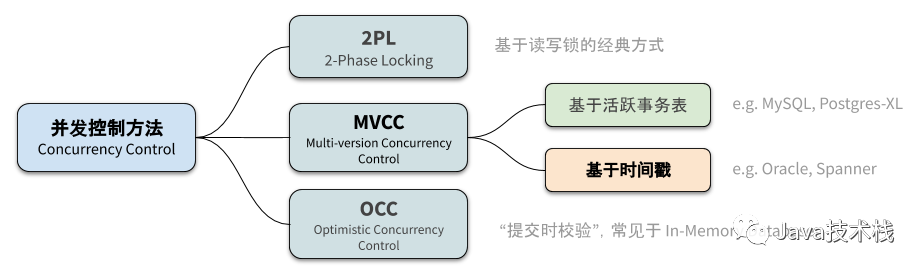 2PL
2-Phase Locking
基于读写锁的经典方式
并发控制方法
Concurrency Control
MVCC
Multi-version Concurrency
Control
基于活跃事务表
e.g. MySQL, Postgres-XL
基于时间戳
e.g. Oracle, Spanner
OCC
Optimistic Concurrency
Control
“提交时校验”，常见于 In-Memory
Java技术栈